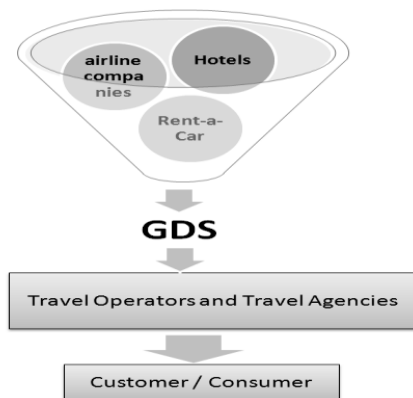 airline
compa
nies
Hotels
Rent-a-
Car
GDS
Travel Operators and Travel Agencies
Customer / Consumer